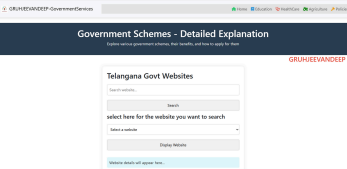 GRUHJEEVANDEEP-GovernmentServices
Home Education HealthCare Agriculture Policies
Government Schemes - Detailed Explanation
Explore various government schemes, their benefits, and how to apply for them
GRUHJEEVANDEEP
Telangana Govt Websites
Search website...
Search
select here for the website you want to search
Select a website
Display Website
Website details will appear here...